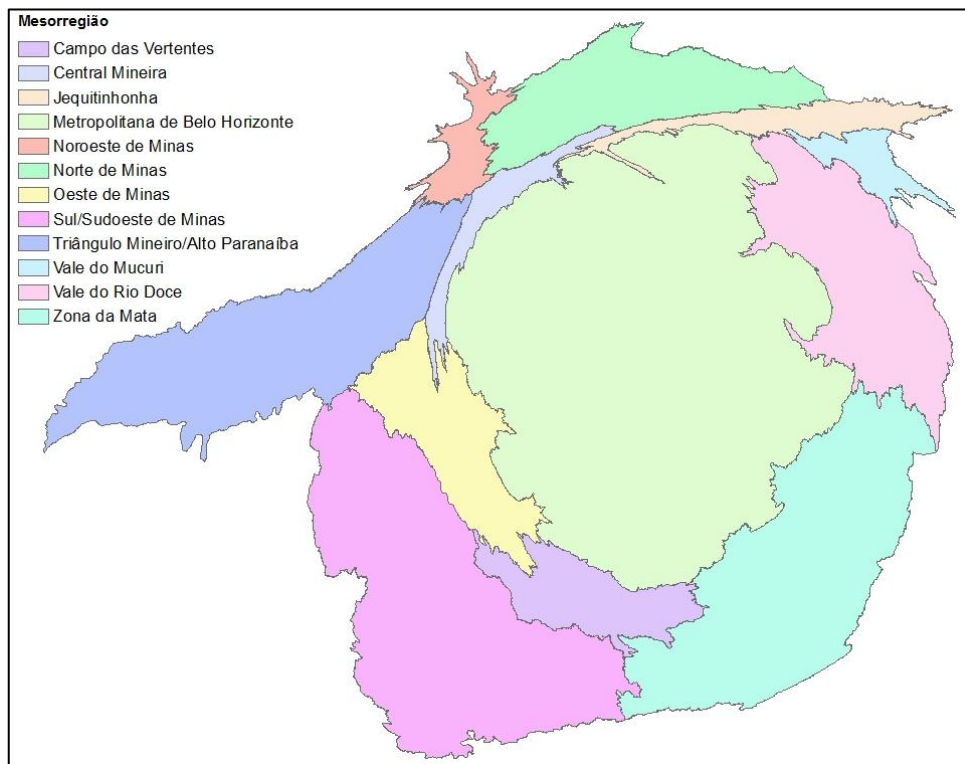 Mesorregião
Campo das Vertentes
Central Mineira
Jequitinhonha
Metropolitana de Belo Horizonte
Noroeste de Minas
Norte de Minas
Oeste de Minas
Sul/Sudoeste de Minas
Triângulo Mineiro/Alto Paranaíba
Vale do Mucuri
Vale do Rio Doce
Zona da Mata